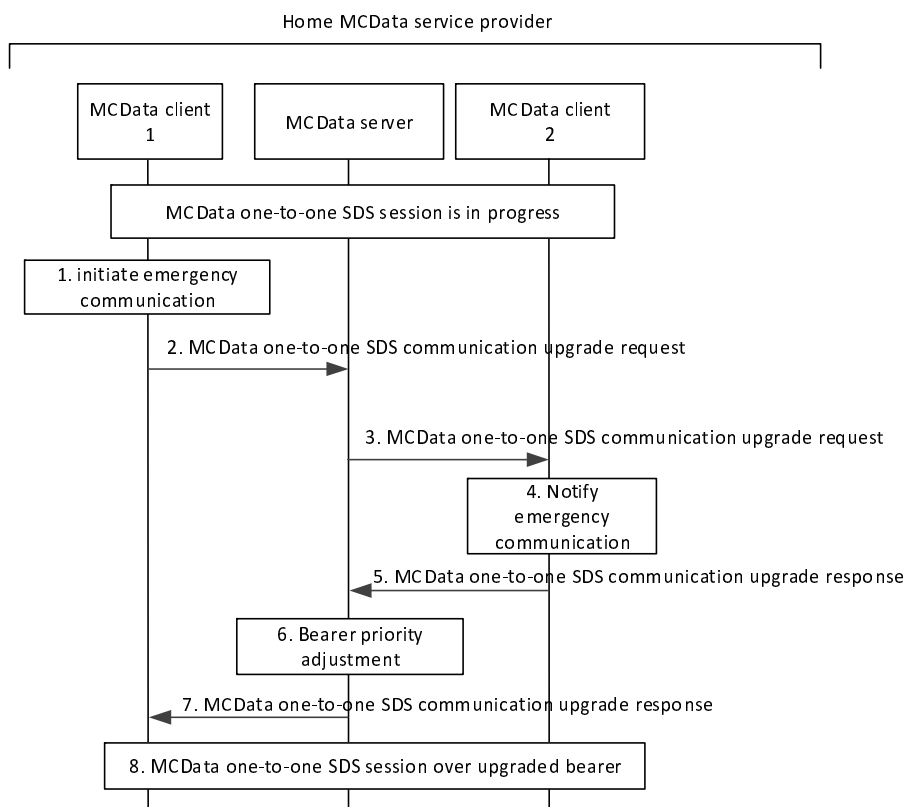 Home MCData service provider
MCData client
1
MCData server
MCData client
2
MCData one-to-one SDS session is in progress
1. initiate emergency
communication
2. MCData one-to-one SDS communication upgrade request
3. MCData one-to-one SDS communication upgrade request
4. Notify
emergency
communication
5. MCData one-to-one SDS communication upgrade response
6. Bearer priority
adjustment
7. MCData one-to-one SDS communication upgrade response
8. MCData one-to-one SDS session over upgraded bearer